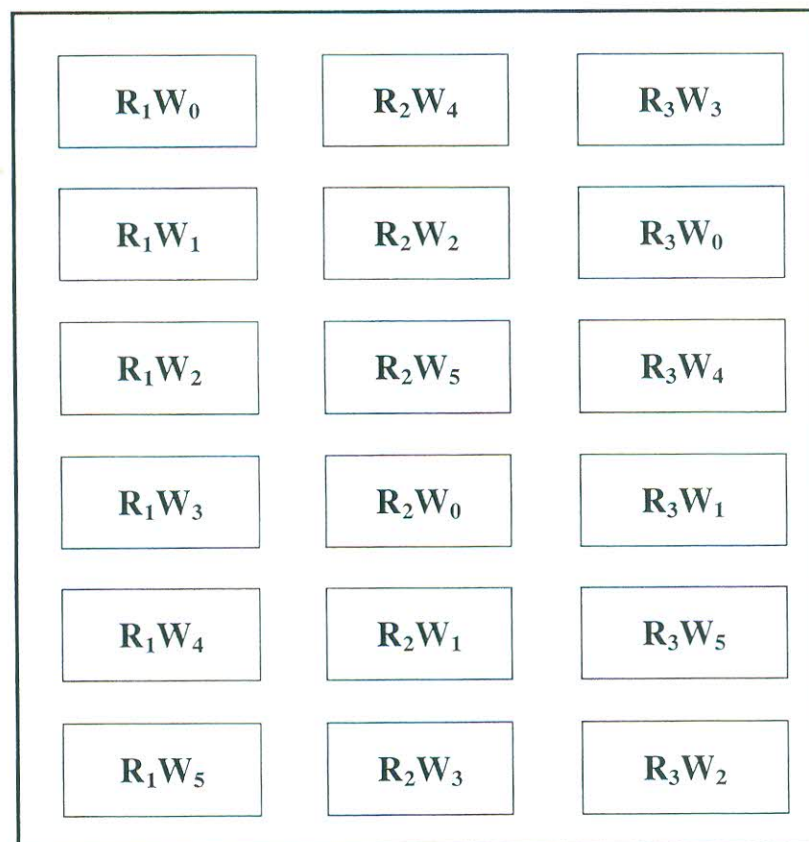 R₁W₀ R₂W₄ R₃W₃
R₁W₁ R₂W₂ R₃W₀
R₁W₂ R₂W₅ R₃W₄
R₁W₃ R₂W₀ R₃W₁
R₁W₄ R₂W₁ R₃W₅
R₁W₅ R₂W₃ R₃W₂